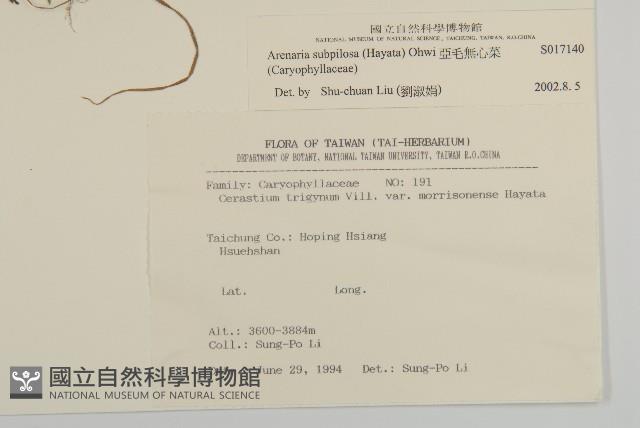 國立自然科學博物館
NATIONAL MUSEUM OF NATURAL SCIENCE, TAICHUNG, TAIWAN, R.O.CHINA
Arenaria subpilosa (Hayata) Ohwi 亞毛無心菜 S017140
(Caryophyllaceae)
Det. by Shu-chuan Liu (劉淑娟) 2002.8. 5
FLORA OF TAIWAN (TAI-HERBARIUM)
DEPARTMENT OF BOTANY, NATIONAL TAIWAN UNIVERSITY, TAIWAN R.O.CHINA
Family: Caryophyllaceae NO: 191
Cerastium trigynum Vill. var. morrisonense Hayata
Taichung Co.: Hoping Hsiang
Hsuehshan
Lat. Long.
Alt.: 3600-3884m
Coll.: Sung-Po Li
June 29, 1994 Det.: Sung-Po Li
國立自然科學博物館
NATIONAL MUSEUM OF NATURAL SCIENCE